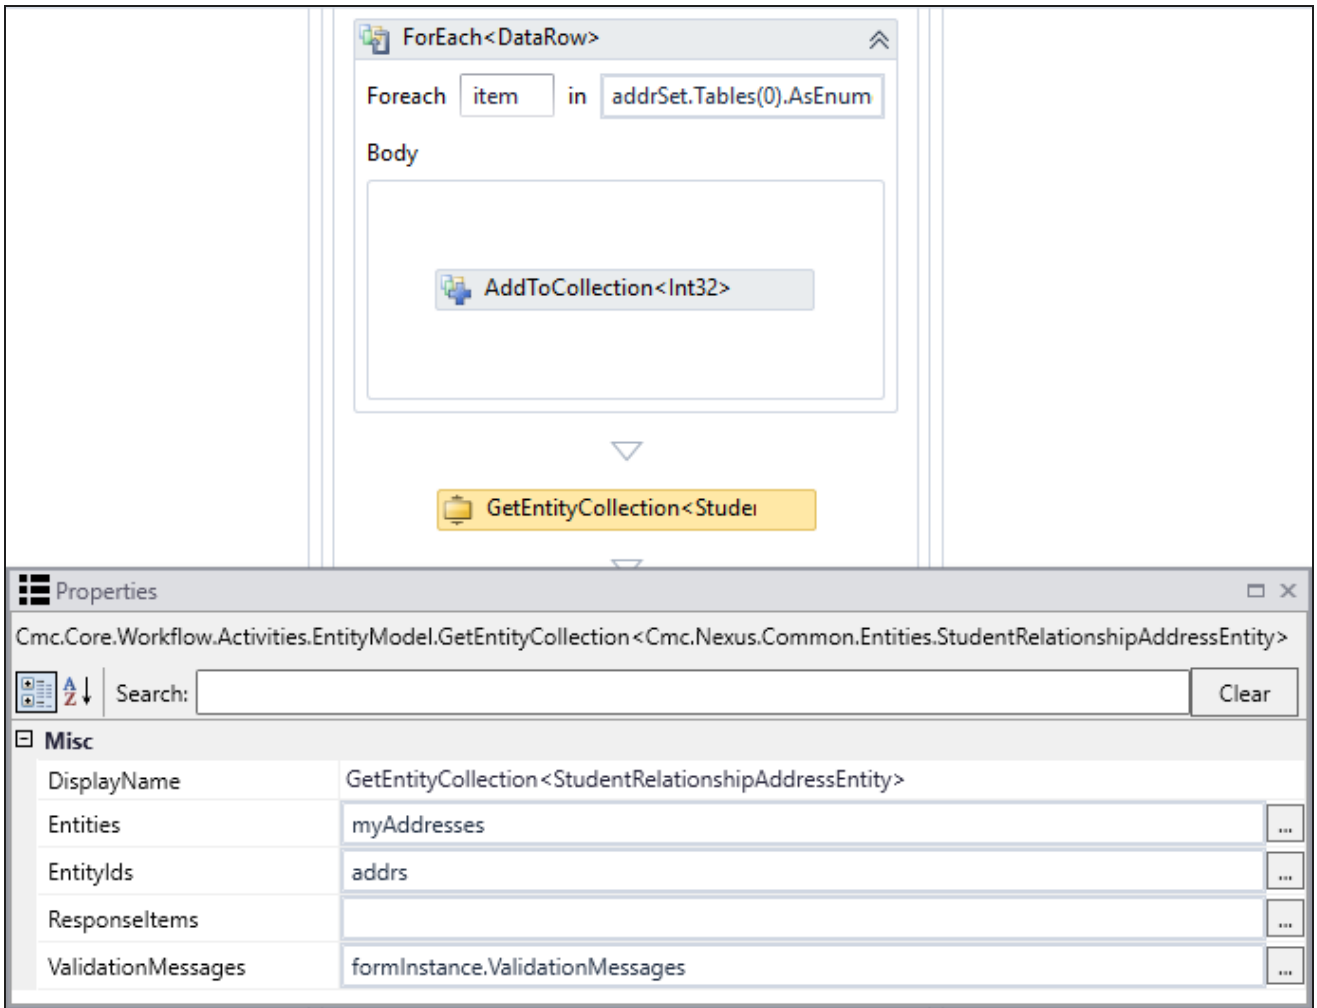 ForEach<DataRow>
Foreach item in addrSet.Tables(0).AsEnum
Body
AddToCollection<Int32>
GetEntityCollection<Studer
Properties
Cmc.Core.Workflow.Activities.EntityModel.GetEntityCollection<Cmc.Nexus.Common.Entities.StudentRelationshipAddressEntity>
Search: Clear
Misc
DisplayName GetEntityCollection<StudentRelationshipAddressEntity>
Entities myAddresses ...
EntityIds addrs ...
ResponseItems ...
ValidationMessages formInstance.ValidationMessages ...